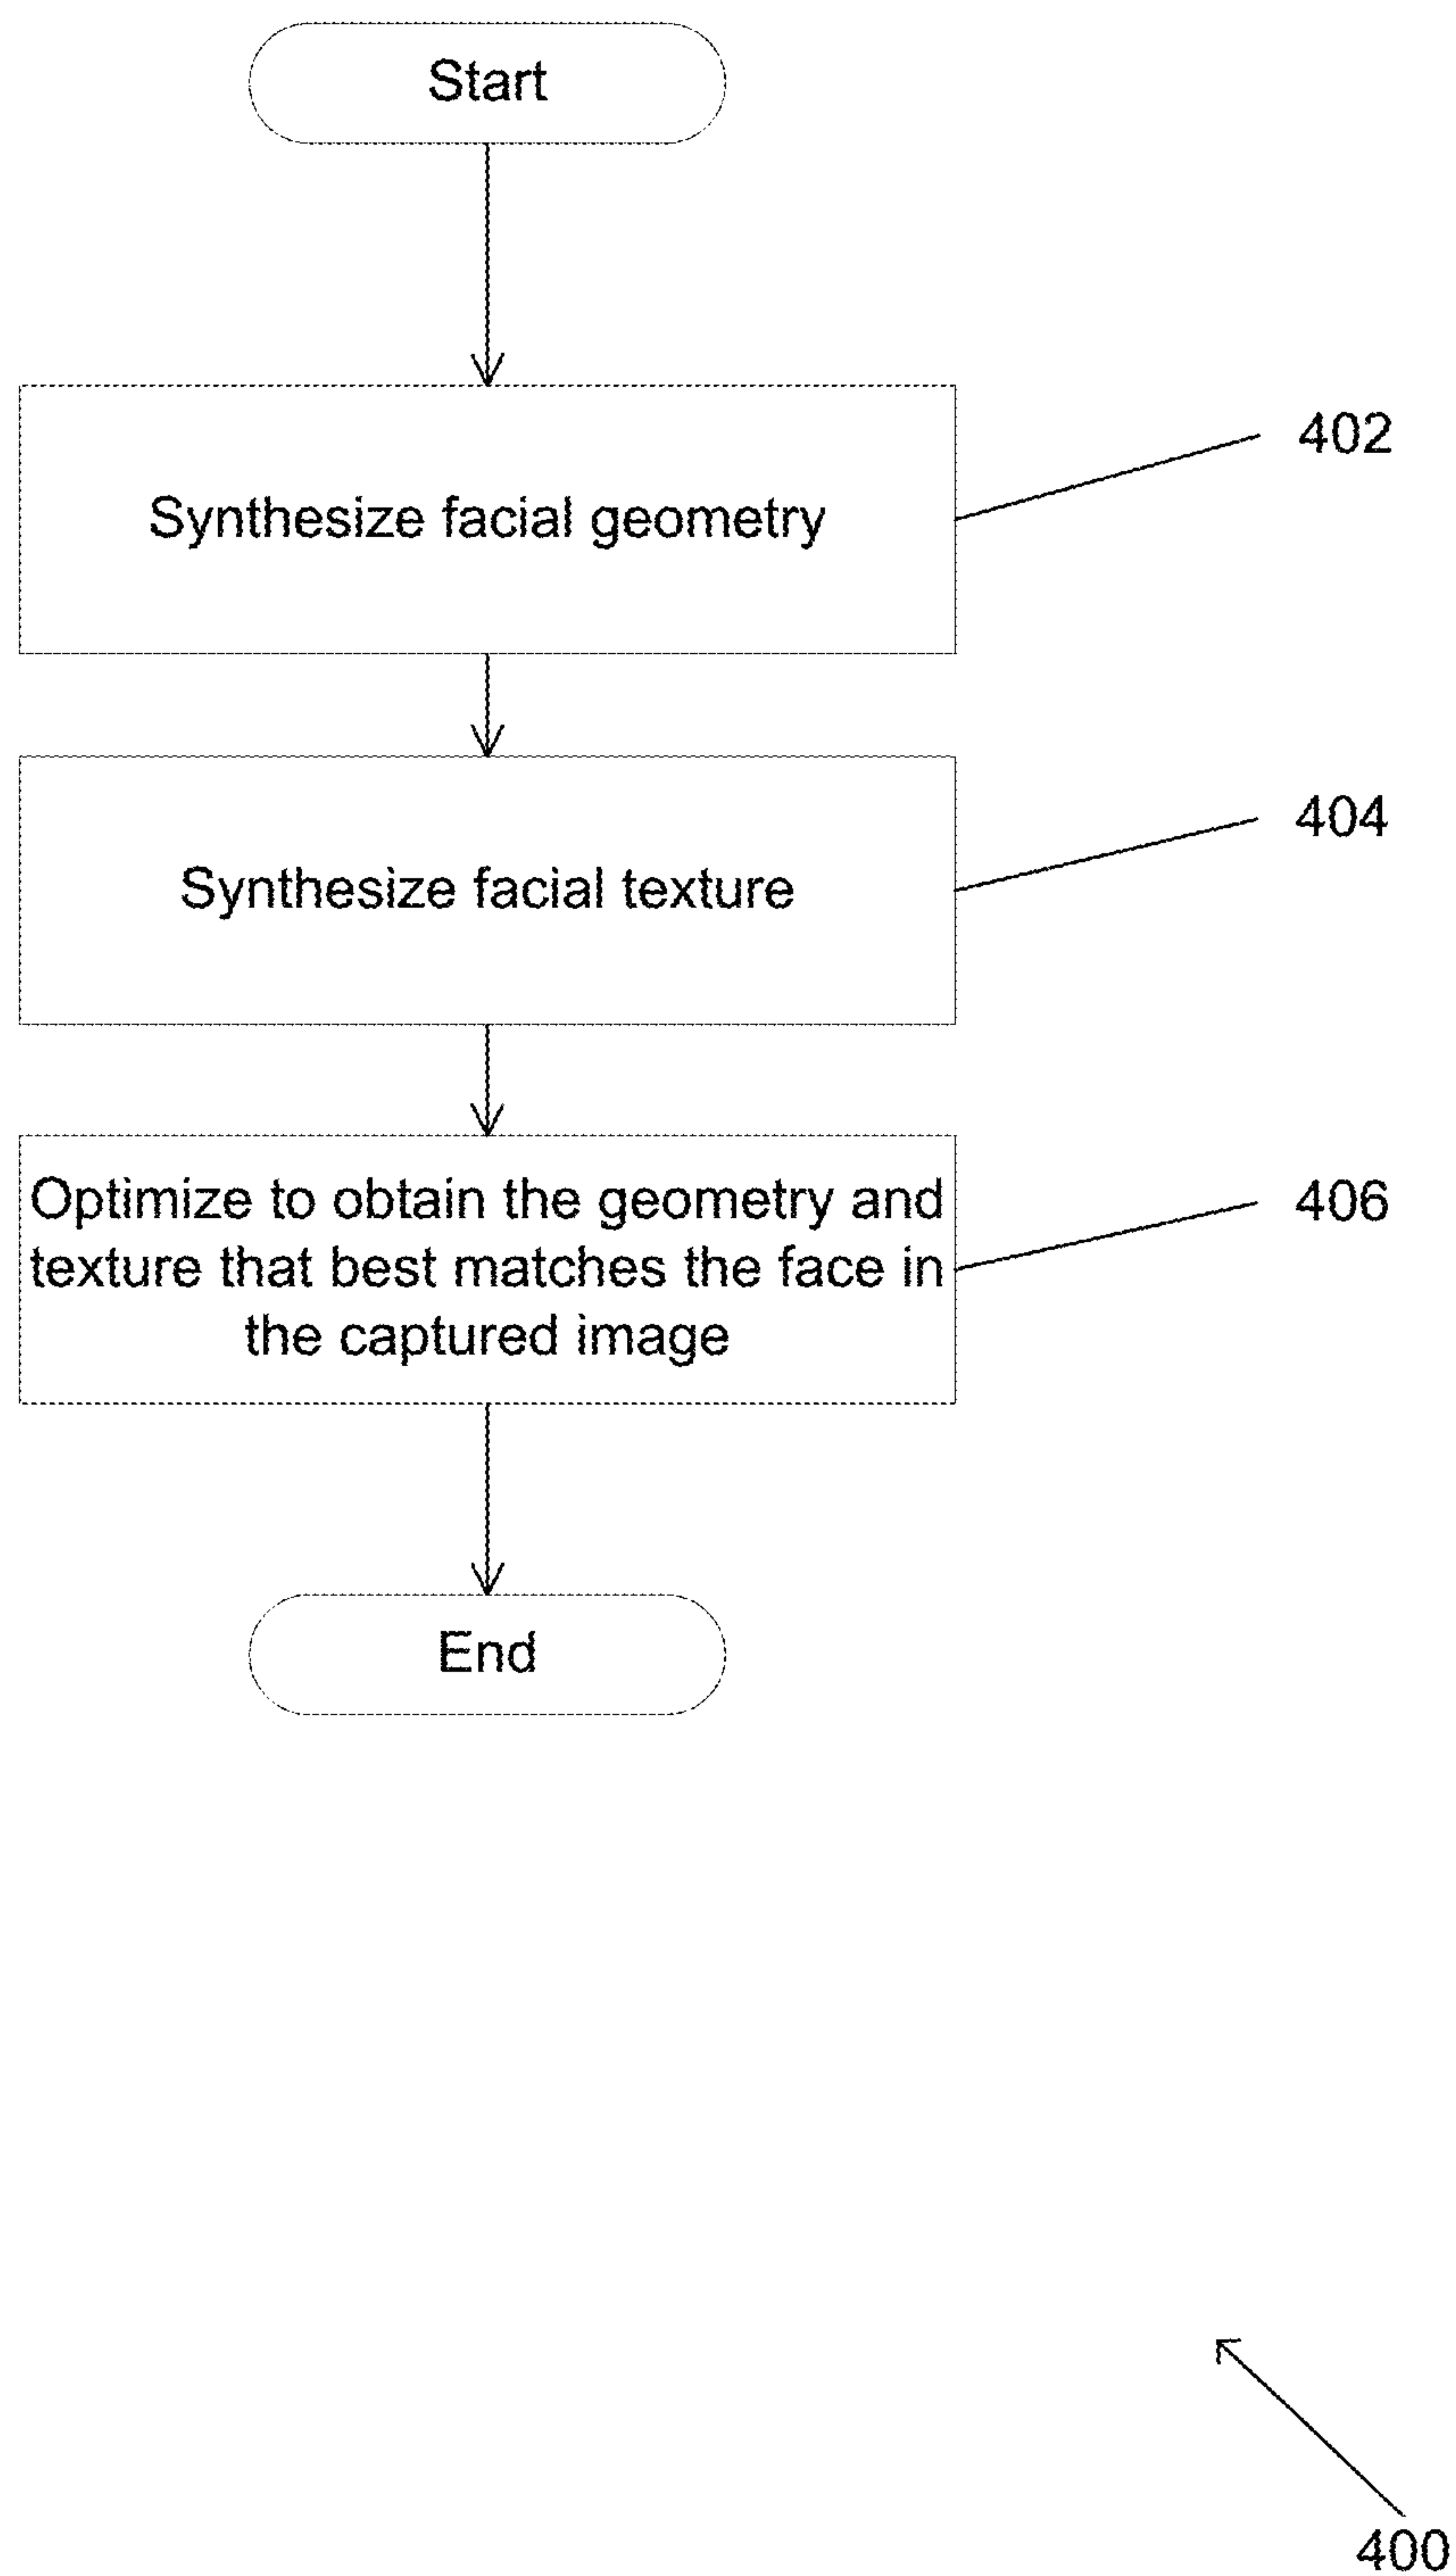 Start
402
Synthesize facial geometry
404
Synthesize facial texture
Optimize to obtain the geometry and
406
texture that best matches the face in
the captured image
End
400